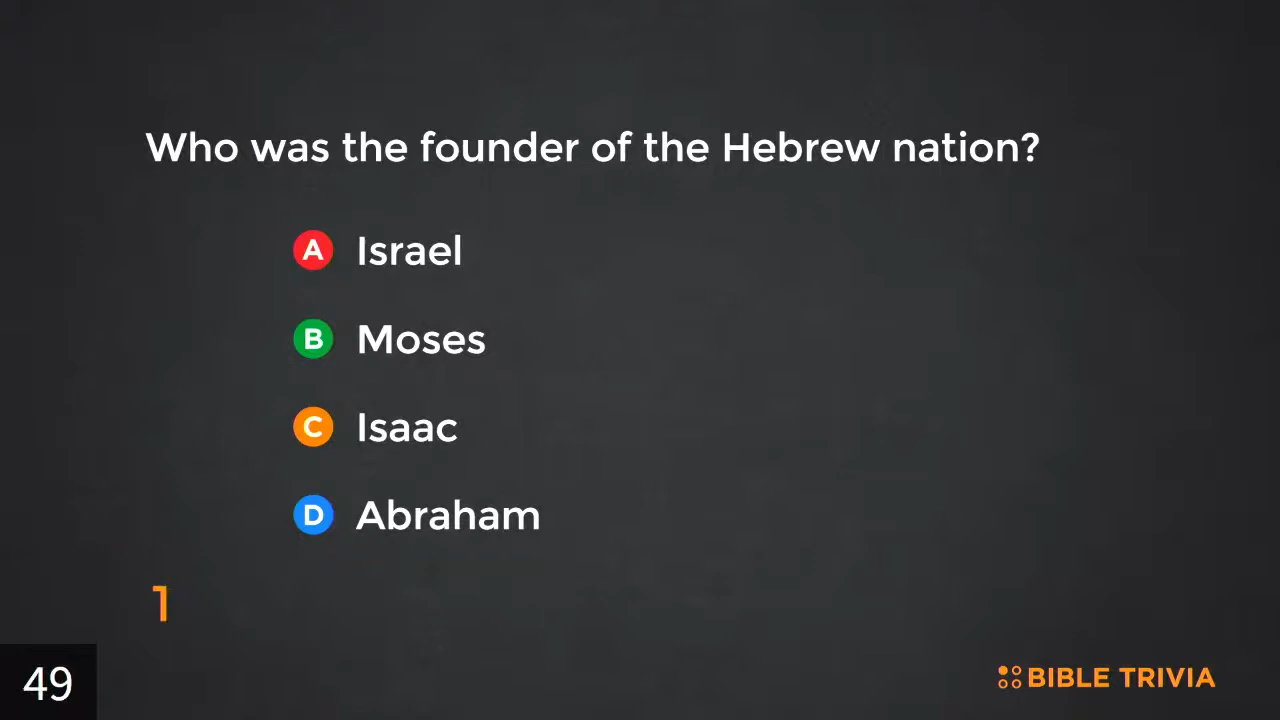 Who was the founder of the Hebrew nation?
A Israel
B Moses
C Isaac
D Abraham
1
49
BIBLE TRIVIA